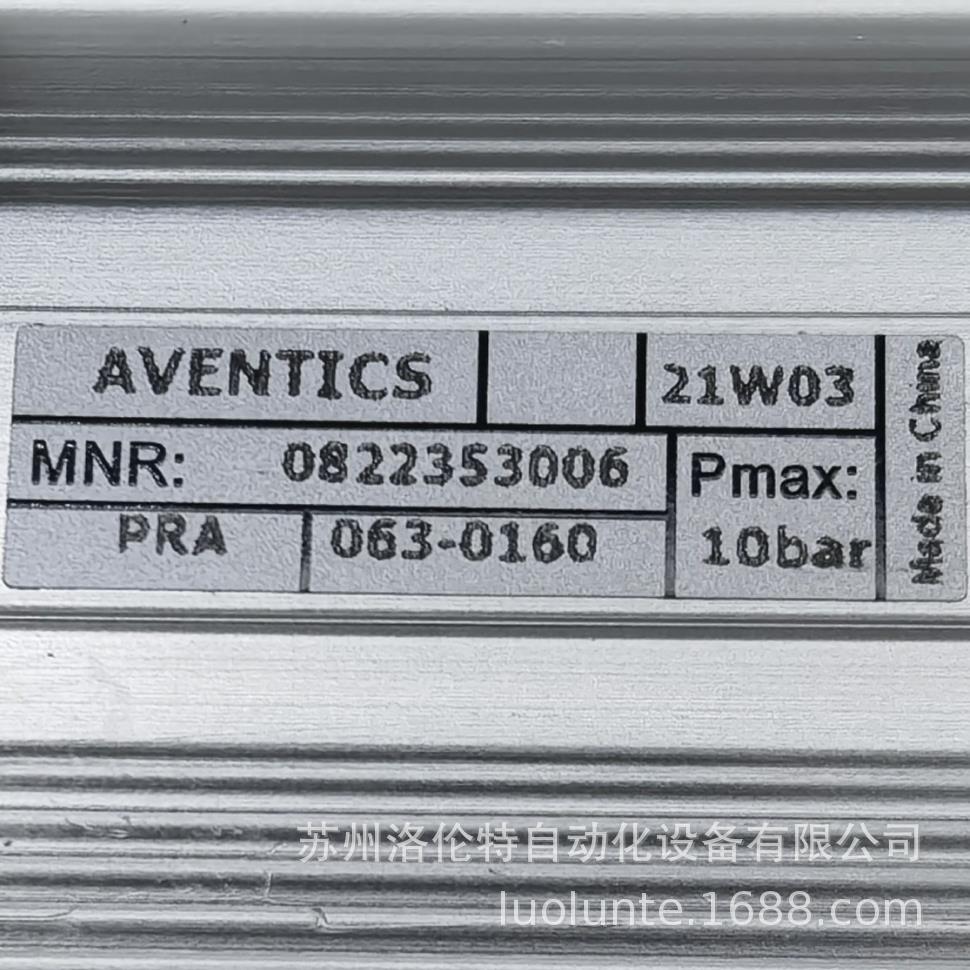 AVENTICS
21W03
MNR: 0822353006
Pmax:
PRA
063-0160
10bar
Made in China
苏州洛伦特自动化设备有限公司
luolunte.1688.com